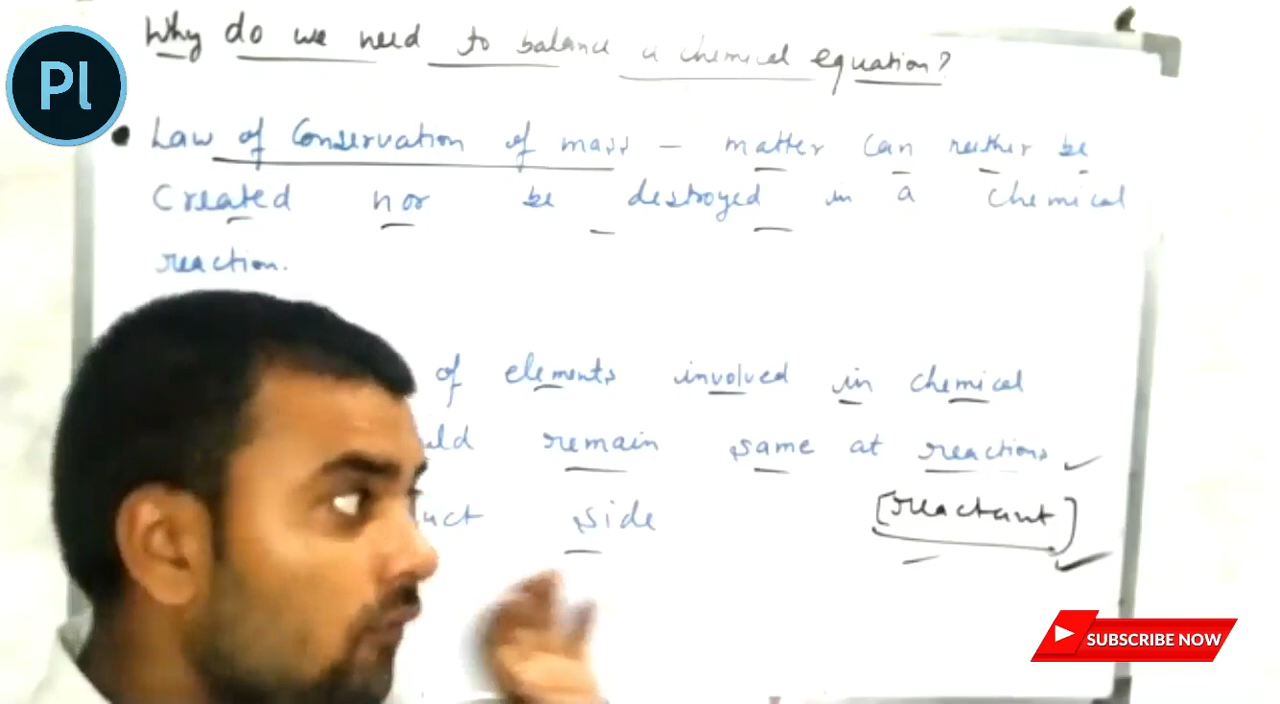 Pl
Why do we need to balance a chemical equation?
Law of Conservation of mass - matter can neither be
Created nor be destroyed in a chemical
reaction.
of elements involved in chemical
remain same at reactions
[reactant]
side
SUBSCRIBE NOW